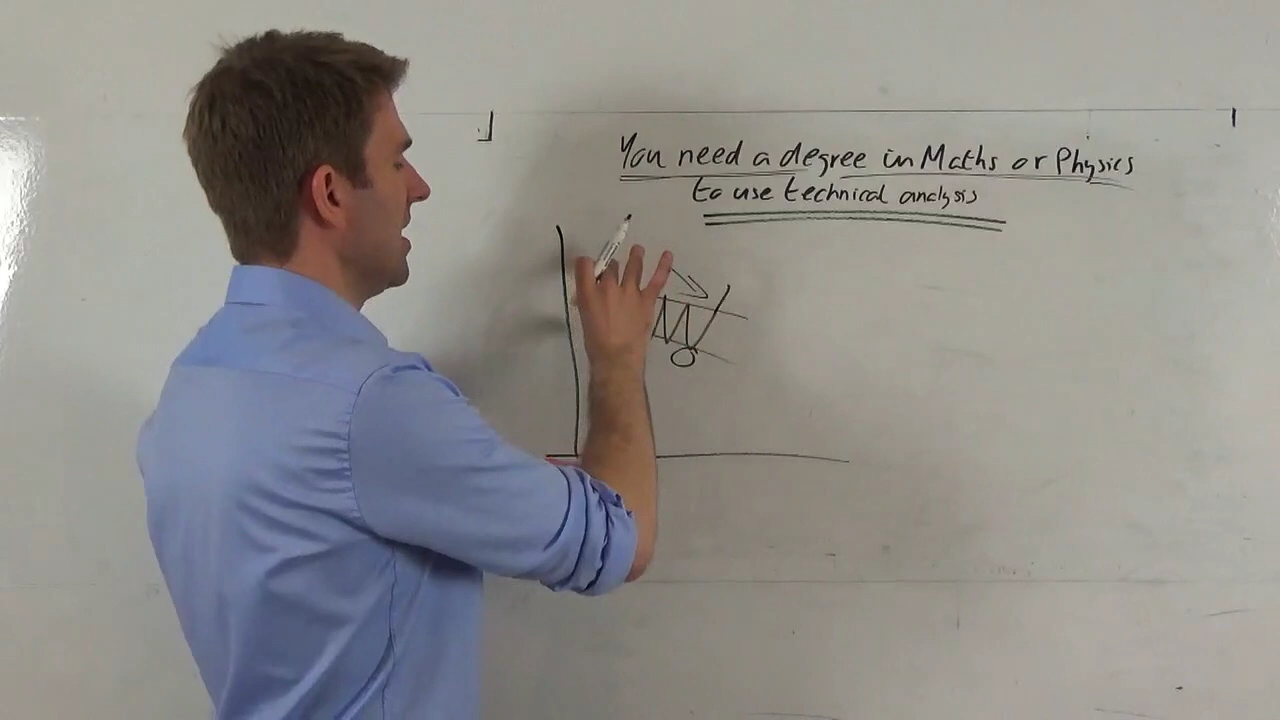 You need a degree in Maths or Physics
to use technical analysis